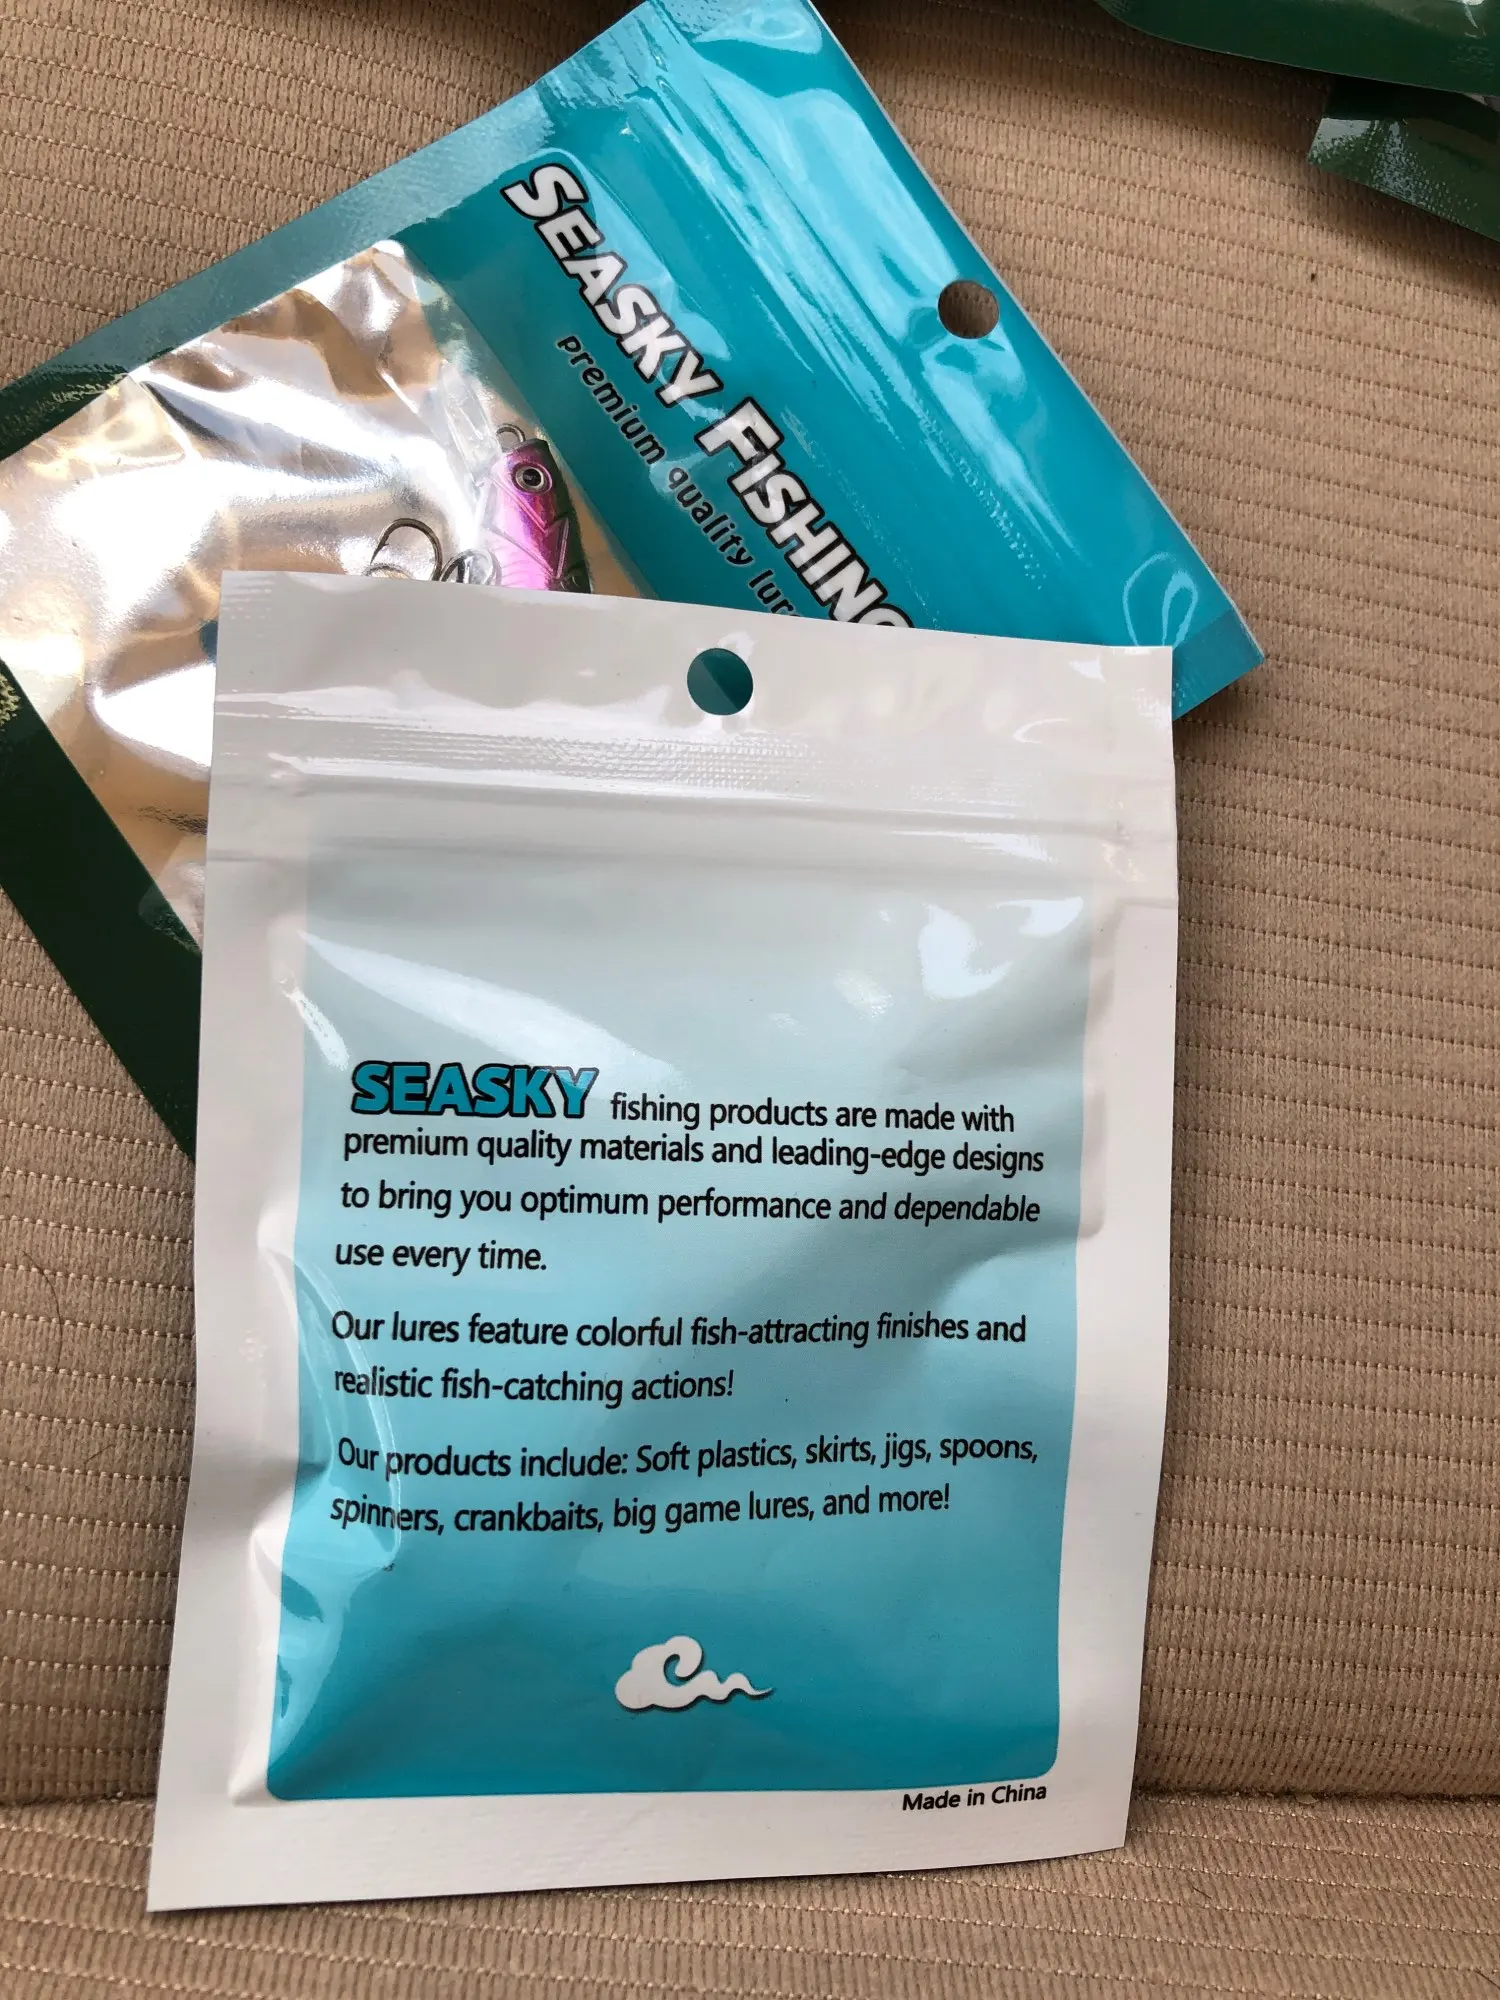 SEASKY FISHING
premium quality
SEASKY fishing products are made with
premium quality materials and leading-edge designs
to bring you optimum performance and dependable
use every time.
Our lures feature colorful fish-attracting finishes and
realistic fish-catching actions!
Our products include: Soft plastics, skirts, jigs, spoons,
spinners, crankbaits, big game lures, and more!
Made in China